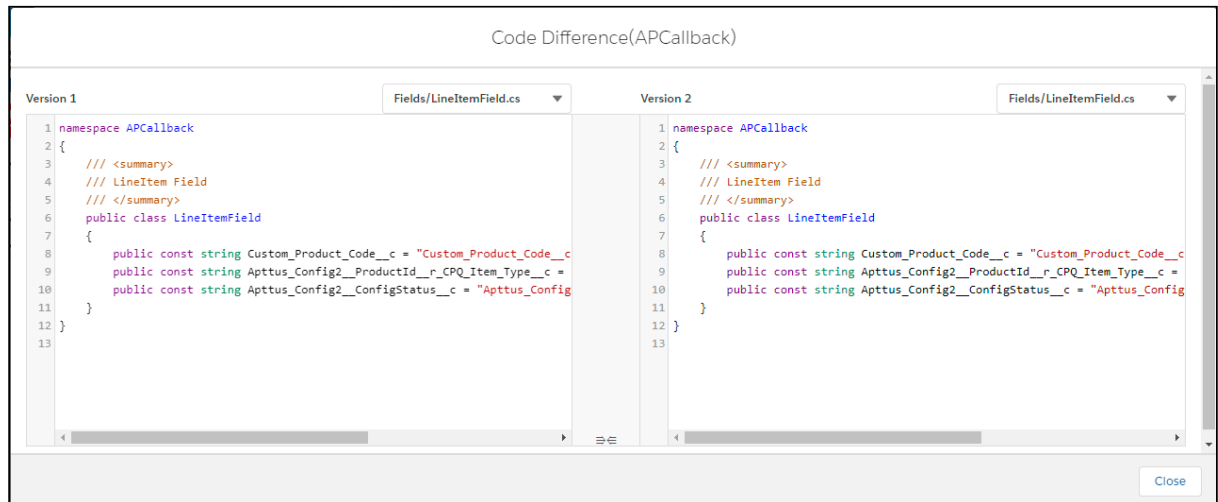 Code Difference(APCallback)
Version 1
Fields/LineItemField.cs
1 namespace APCallback
2 {
3 /// <summary>
4 /// LineItem Field
5 /// </summary>
6 public class LineItemField
7 {
8 public const string Custom_Product_Code__c = "Custom_Product_Code__c
9 public const string Apttus_Config2__ProductId__r_CPQ_Item_Type__c =
10 public const string Apttus_Config2__ConfigStatus__c = "Apttus_Config
11 }
12 }
13
Version 2
Fields/LineItemField.cs
1 namespace APCallback
2 {
3 /// <summary>
4 /// LineItem Field
5 /// </summary>
6 public class LineItemField
7 {
8 public const string Custom_Product_Code__c = "Custom_Product_Code__c
9 public const string Apttus_Config2__ProductId__r_CPQ_Item_Type__c =
10 public const string Apttus_Config2__ConfigStatus__c = "Apttus_Config
11 }
12 }
13
Close